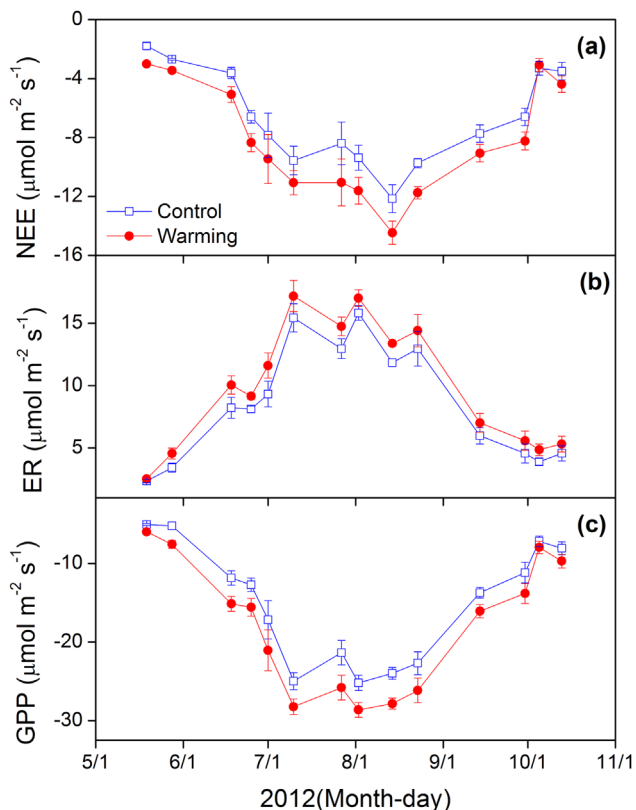 0
-4
-8
-12
-16
NEE (μmol m⁻² s⁻¹)
(a)
Control
Warming
15
10
5
ER (μmol m⁻² s⁻¹)
(b)
-10
-20
-30
GPP (μmol m⁻² s⁻¹)
(c)
5/1 6/1 7/1 8/1 9/1 10/1 11/1
2012(Month-day)